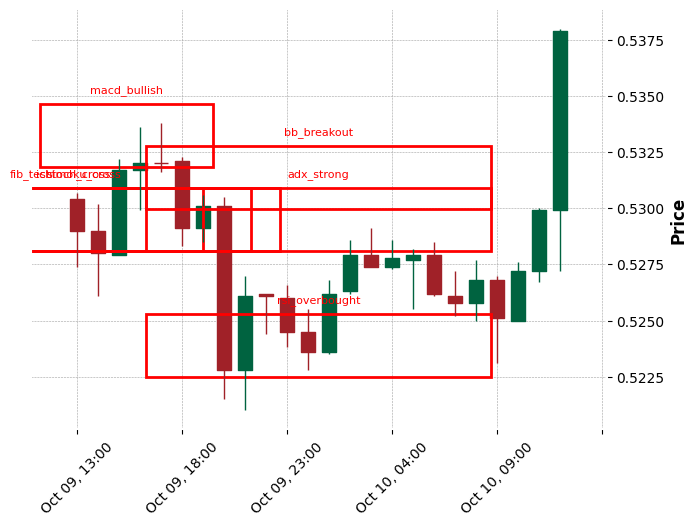 0.5375
macd_bullish
0.5350
bb_breakout
0.5325
adx_strong
0.5300
Price
0.5275
0.5250
0.5225
Oct 09, 13:00
Oct 09, 18:00
Oct 09, 23:00
Oct 10, 04:00
Oct 10, 09:00